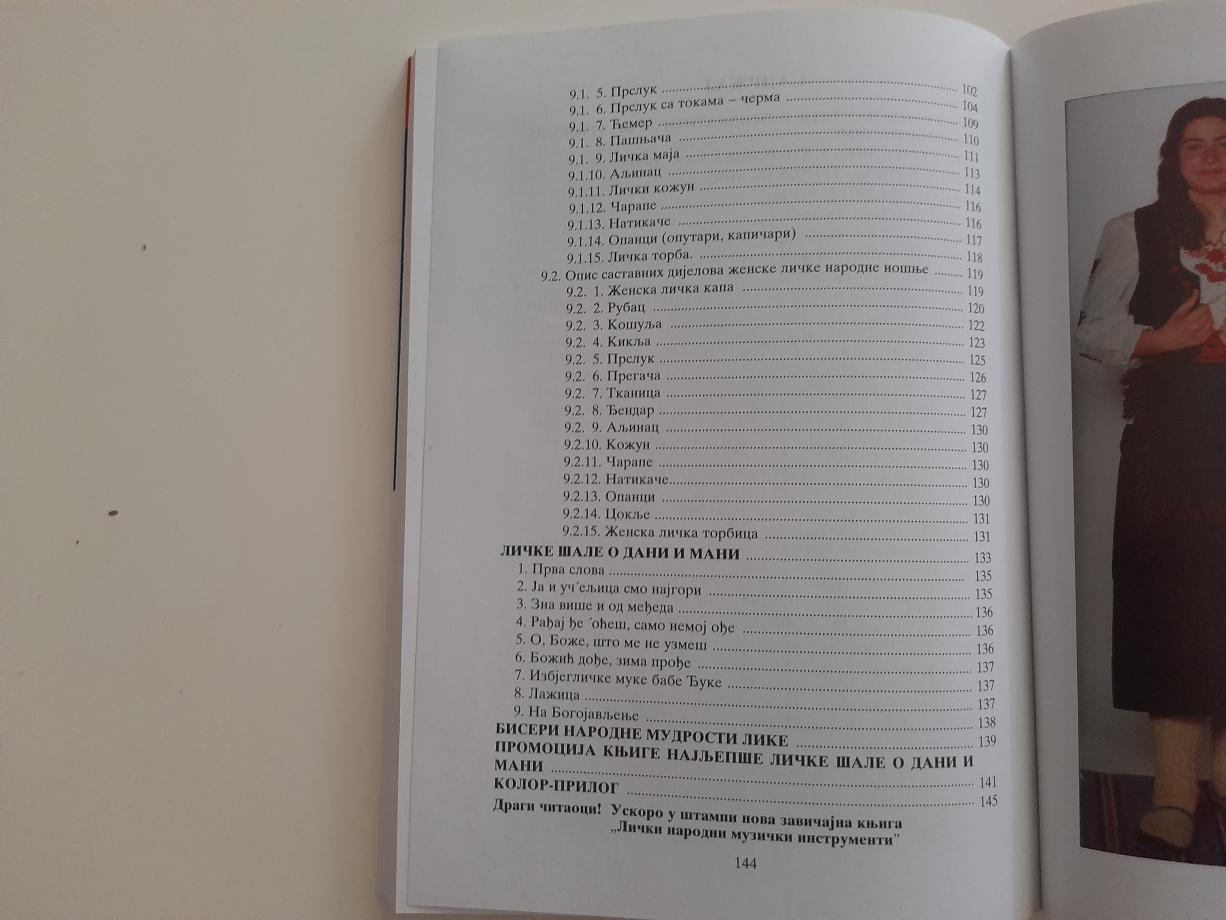 9.1. 5. Прслук ........ 102
9.1. 6. Прслук са токама – черма ........ 104
9.1. 7. Ћемер ........ 109
9.1. 8. Пашњача ........ 110
9.1. 9. Личка маја ........ 111
9.1.10. Аљинац ........ 113
9.1.11. Лички кожун ........ 114
9.1.12. Чарапе ........ 116
9.1.13. Натикаче ........ 116
9.1.14. Опанци (опутари, капичари) ........ 117
9.1.15. Личка торба. ........ 118
9.2. Опис саставних дијелова женске личке народне ношње ........ 119
9.2. 1. Женска личка капа ........ 119
9.2. 2. Рубац ........ 120
9.2. 3. Кошуља ........ 122
9.2. 4. Кикља ........ 123
9.2. 5. Прслук ........ 125
9.2. 6. Прегача ........ 126
9.2. 7. Тканица ........ 127
9.2. 8. Ђендар ........ 127
9.2. 9. Аљинац ........ 130
9.2.10. Кожун ........ 130
9.2.11. Чарапе ........ 130
9.2.12. Натикаче ........ 130
9.2.13. Опанци ........ 130
9.2.14. Цокље ........ 131
9.2.15. Женска личка торбица ........ 131
ЛИЧКЕ ШАЛЕ О ДАНИ И МАНИ ........ 133
1. Прва слова ........ 135
2. Ја и уч´ељица смо најгори ........ 135
3. Зна више и од међеда ........ 136
4. Рађај ђе ´оћеш, само немој ође ........ 136
5. О, Боже, што ме не узмеш ........ 136
6. Божић дође, зима прође ........ 137
7. Избјегличке муке бабе Ђуке ........ 137
8. Лажица ........ 137
9. На Богојављење ........ 138
БИСЕРИ НАРОДНЕ МУДРОСТИ ЛИКЕ ........ 139
ПРОМОЦИЈА КЊИГЕ НАЈЉЕПШЕ ЛИЧКЕ ШАЛЕ О ДАНИ И
МАНИ ........ 141
КОЛОР-ПРИЛОГ ........ 145
Драги читаоци! Ускоро у штампи нова завичајна књига
„Лички народни музички инструменти”
144